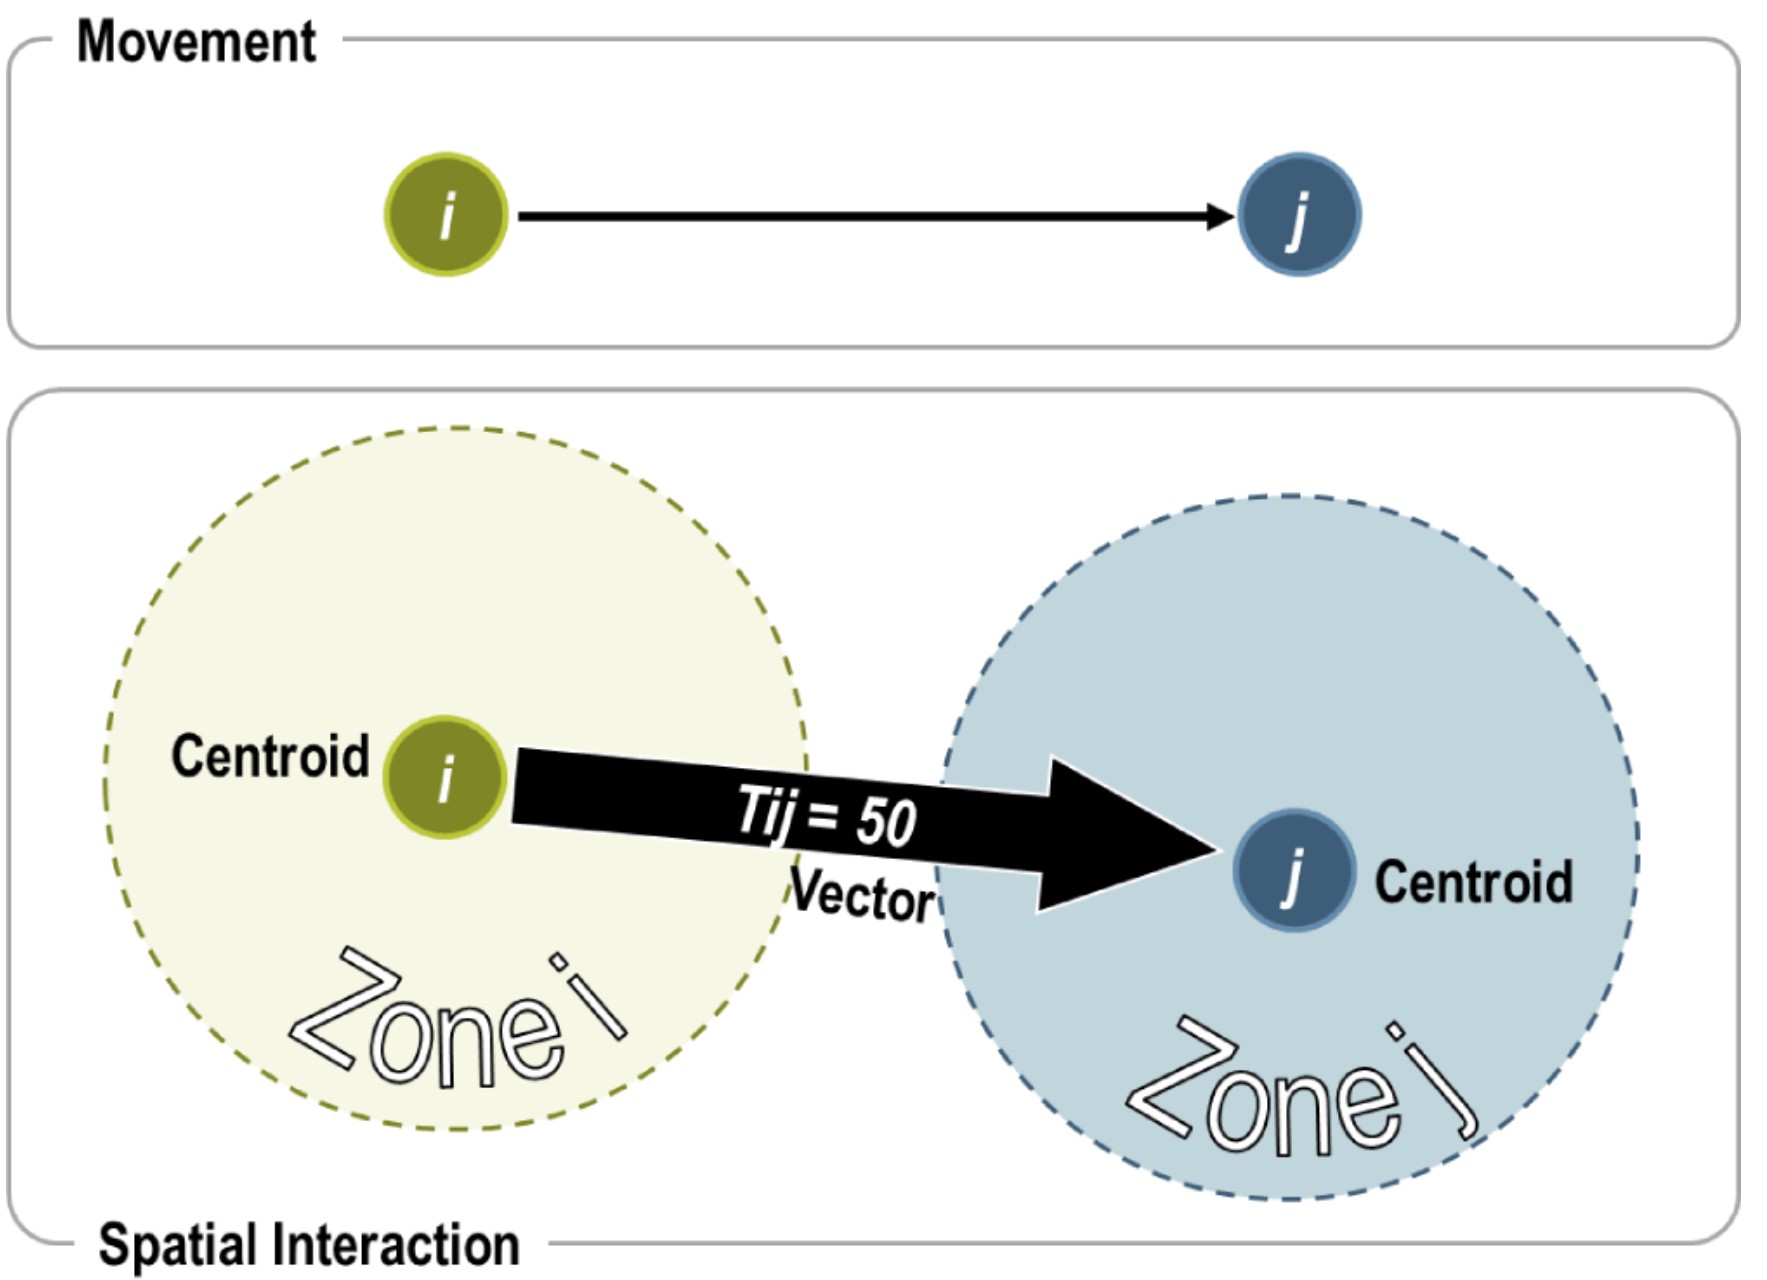 Movement
i
j
Centroid
i
Tij = 50
Vector
j
Centroid
Zone i
Zone j
Spatial Interaction